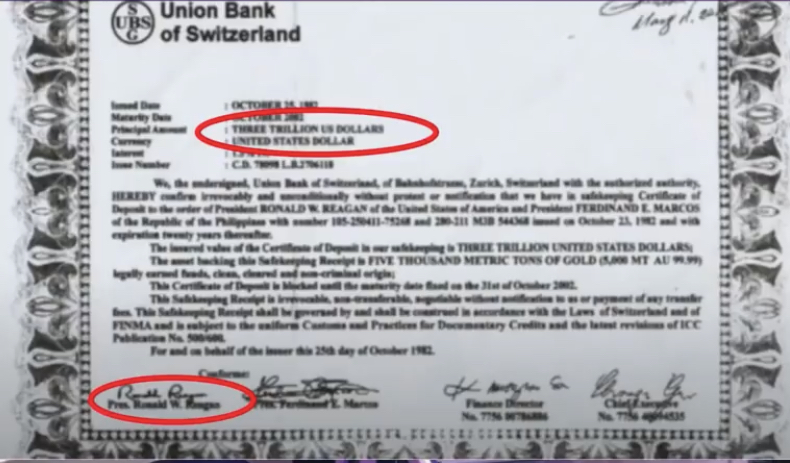 UBS
Union Bank
of Switzerland
Issued Date : OCTOBER 25, 1982
Maturity Date : OCTOBER 2002
Principal Amount : THREE TRILLION US DOLLARS
Currency : UNITED STATES DOLLAR
Interest :
Issue Number : C.D. 78098 L.B.2706118
We, the undersigned, Union Bank of Switzerland, of Bahnhofstrasse, Zurich, Switzerland with the authorized authority,
HEREBY confirm irrevocably and unconditionally without protest or notification that we have in safekeeping Certificate of
Deposit to the order of President RONALD W. REAGAN of the United States of America and President FERDINAND E. MARCOS
of the Republic of the Philippines with number 105-250411-75268 and 280-211 M3B 544368 issued on October 23, 1982 and with
expiration twenty years thereafter.
The insured value of the Certificate of Deposit in our safekeeping is THREE TRILLION UNITED STATES DOLLARS;
The asset backing this Safekeeping Receipt is FIVE THOUSAND METRIC TONS OF GOLD (5,000 MT AU 99.99)
legally earned funds, clean, cleared and non-criminal origin;
This Certificate of Deposit is blocked until the maturity date fixed on the 31st of October 2002.
This Safekeeping Receipt is irrevocable, non-transferable, negotiable without notification to us or payment of any transfer
fees. This Safekeeping Receipt shall be governed by and shall be construed in accordance with the Laws of Switzerland and of
FINMA and is subject to the uniform Customs and Practices for Documentary Credits and the latest revisions of ICC
Publication No. 500/600.
For and on behalf of the issuer this 25th day of October 1982.
Conforme:
Pres. Ronald W. Reagan Pres. Ferdinand E. Marcos Finance Director Chief Executive
No. 7756 00786886 No. 7756 40094535